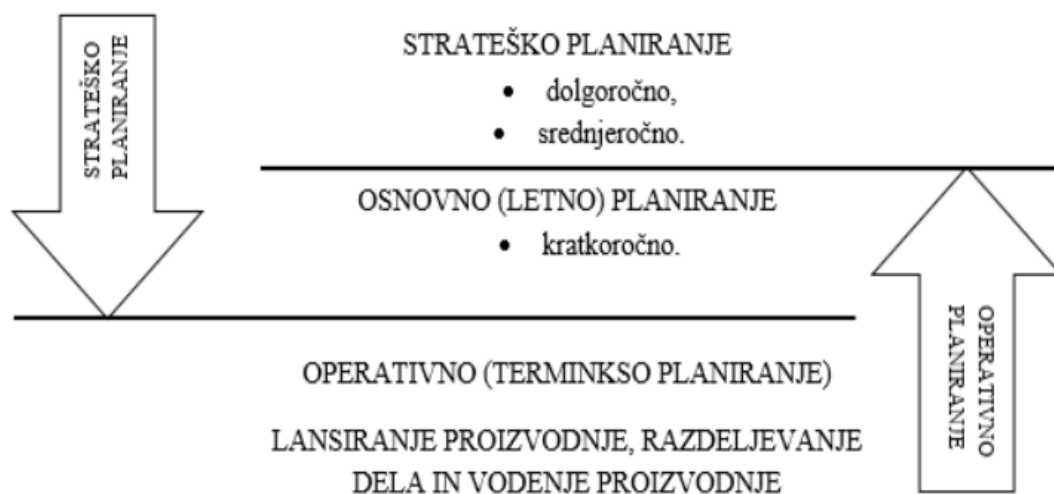 STRATEŠKO
PLANIRANJE
STRATEŠKO PLANIRANJE
• dolgoročno,
• srednjeročno.
OSNOVNO (LETNO) PLANIRANJE
• kratkoročno.
OPERATIVNO (TERMINKSO PLANIRANJE)
LANSIRANJE PROIZVODNJE, RAZDELJEVANJE
DELA IN VODENJE PROIZVODNJE
OPERATIVNO
PLANIRANJE